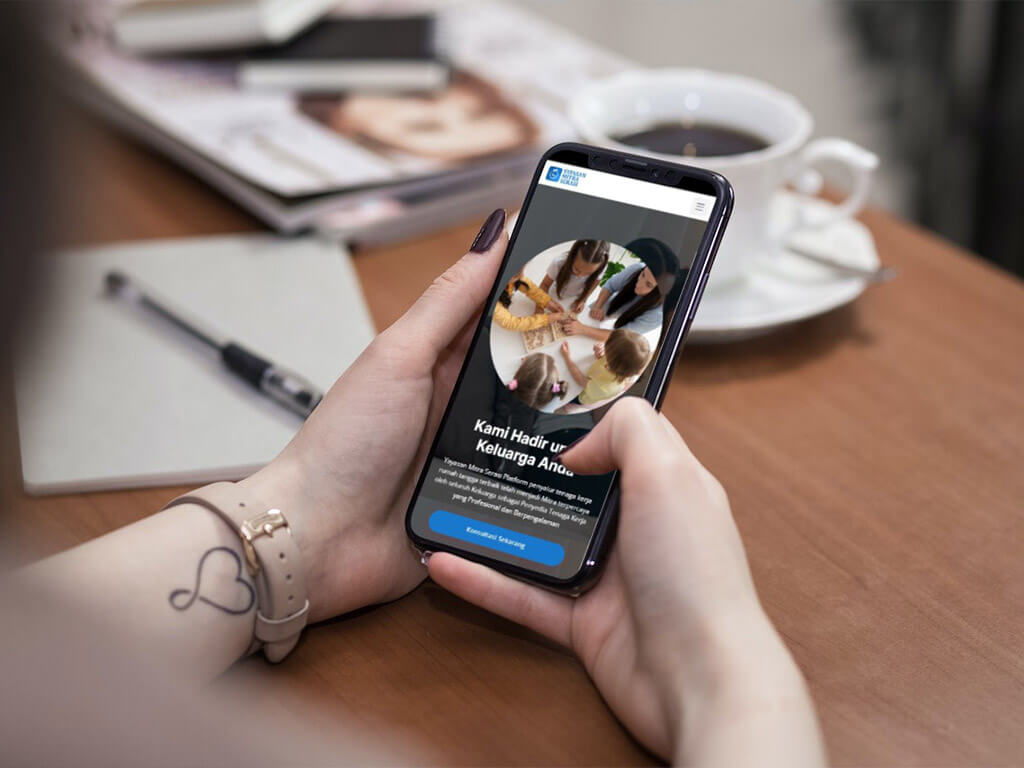 YAYASAN
MITRA
SERASI
Kami Hadir un
Keluarga Anda
Yayasan Mitra Serasi Platform penyalur tenaga kerja
rumah tangga terbaik telah menjadi Mitra terpercaya
oleh seluruh Keluarga sebagai Penyedia Tenaga Kerja
yang Profesional dan Berpengalaman
Konsultasi Sekarang